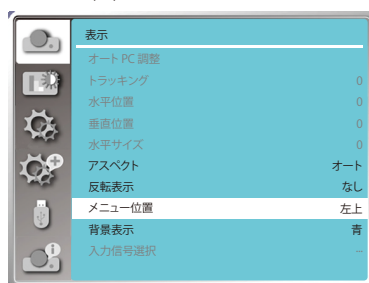 表示
オート PC 調整
トラッキング 0
水平位置 0
垂直位置 0
水平サイズ 0
アスペクト オート
反転表示 なし
メニュー位置 左上
背景表示 青
入力信号選択 –